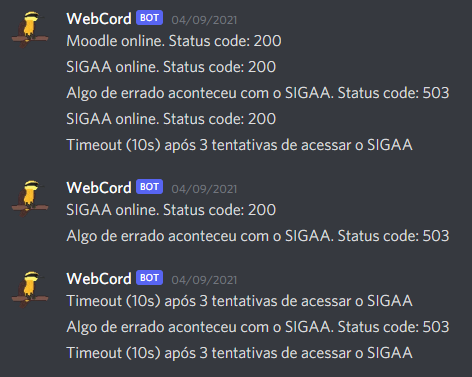 WebCord BOT 04/09/2021
Moodle online. Status code: 200
SIGAA online. Status code: 200
Algo de errado aconteceu com o SIGAA. Status code: 503
SIGAA online. Status code: 200
Timeout (10s) após 3 tentativas de acessar o SIGAA
WebCord BOT 04/09/2021
SIGAA online. Status code: 200
Algo de errado aconteceu com o SIGAA. Status code: 503
WebCord BOT 04/09/2021
Timeout (10s) após 3 tentativas de acessar o SIGAA
Algo de errado aconteceu com o SIGAA. Status code: 503
Timeout (10s) após 3 tentativas de acessar o SIGAA